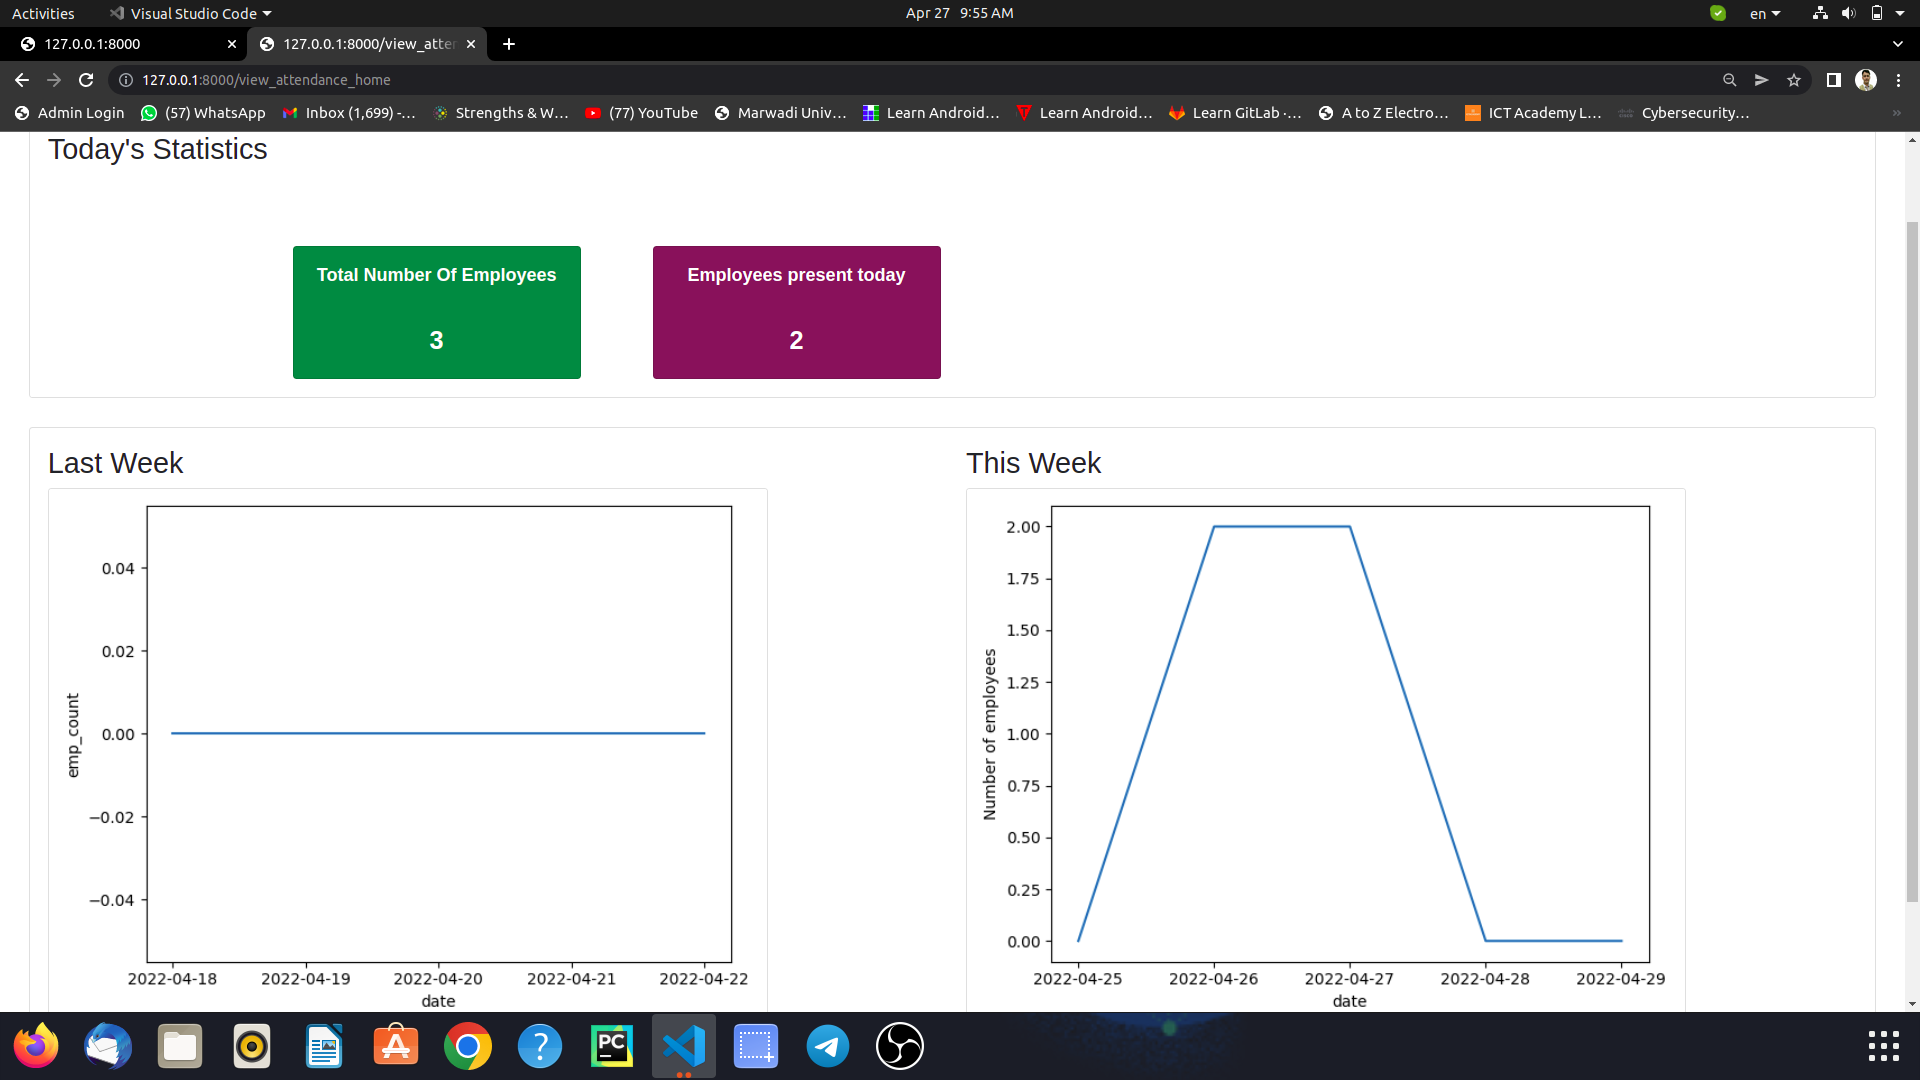 Activities Visual Studio Code Apr 27 9:55 AM en
127.0.0.1:8000 127.0.0.1:8000/view_atten
127.0.0.1:8000/view_attendance_home
Admin Login (57) WhatsApp Inbox (1,699) -... Strengths & W... (77) YouTube Marwadi Univ... Learn Android... Learn Android... Learn GitLab -... A to Z Electro... ICT Academy L... Cybersecurity...
Today's Statistics
Total Number Of Employees
3
Employees present today
2
Last Week
0.04
0.02
0.00
−0.02
−0.04
emp_count
2022-04-18 2022-04-19 2022-04-20 2022-04-21 2022-04-22
date
This Week
2.00
1.75
1.50
1.25
1.00
0.75
0.50
0.25
0.00
Number of employees
2022-04-25 2022-04-26 2022-04-27 2022-04-28 2022-04-29
date
PC